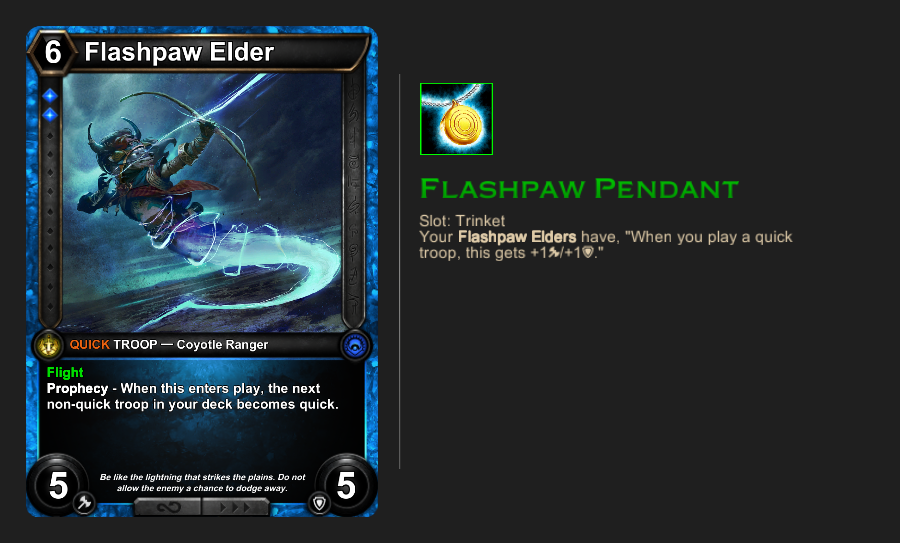 6 Flashpaw Elder
QUICK TROOP — Coyotle Ranger
Flight
Prophecy - When this enters play, the next
non-quick troop in your deck becomes quick.
Be like the lightning that strikes the plains. Do not
allow the enemy a chance to dodge away.
5 5
FLASHPAW PENDANT
Slot: Trinket
Your Flashpaw Elders have, "When you play a quick
troop, this gets +1/+1."